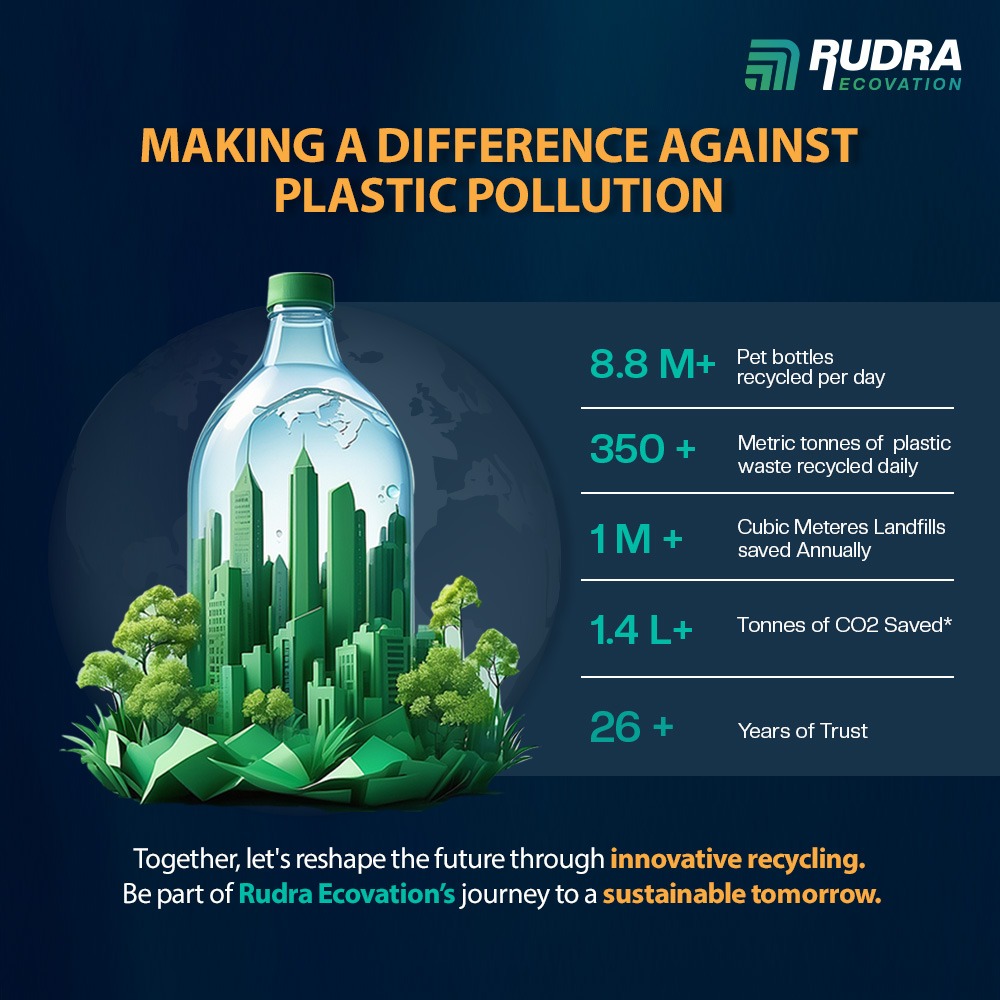 RUDRA
ECOVATION
MAKING A DIFFERENCE AGAINST
PLASTIC POLLUTION
8.8 M+ Pet bottles
recycled per day
350 + Metric tonnes of plastic
waste recycled daily
1 M + Cubic Meteres Landfills
saved Annually
1.4 L+ Tonnes of CO2 Saved*
26 + Years of Trust
Together, let's reshape the future through innovative recycling.
Be part of Rudra Ecovation's journey to a sustainable tomorrow.